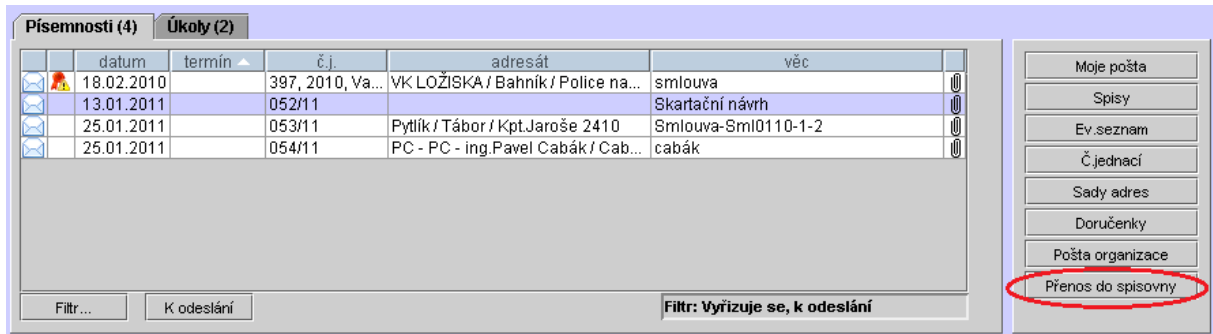 Písemnosti (4) Úkoly (2)
datum termín č.j. adresát věc
18.02.2010 397, 2010, Va... VK LOŽISKA / Bahník / Police na... smlouva
13.01.2011 052/11 Skartační návrh
25.01.2011 053/11 Pytlík / Tábor / Kpt.Jaroše 2410 Smlouva-Sml0110-1-2
25.01.2011 054/11 PC - PC - ing.Pavel Cabák / Cab... cabák
Filtr... K odeslání Filtr: Vyřizuje se, k odeslání
Moje pošta
Spisy
Ev.seznam
Č.jednací
Sady adres
Doručenky
Pošta organizace
Přenos do spisovny